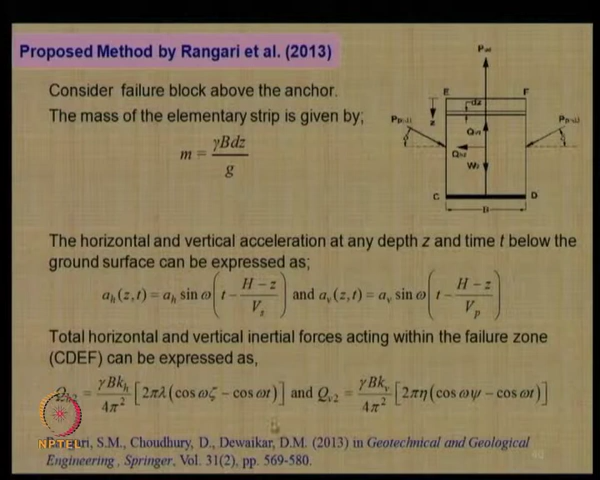 Proposed Method by Rangari et al. (2013)
Consider failure block above the anchor.
The mass of the elementary strip is given by;
m = γBdz / g
E F
dz
z
C D
B
The horizontal and vertical acceleration at any depth z and time t below the
ground surface can be expressed as;
a_h(z,t) = a_h sin ω(t − (H − z)/V_s) and a_v(z,t) = a_v sin ω(t − (H − z)/V_p)
Total horizontal and vertical inertial forces acting within the failure zone
(CDEF) can be expressed as,
Q_h2 = γBk_h/4π² [2πλ(cos ωζ − cos ωt)] and Q_v2 = γBk_v/4π² [2πη(cos ωψ − cos ωt)]
NPTEL
S.M., Choudhury, D., Dewaikar, D.M. (2013) in Geotechnical and Geological
Engineering, Springer, Vol. 31(2), pp. 569-580.